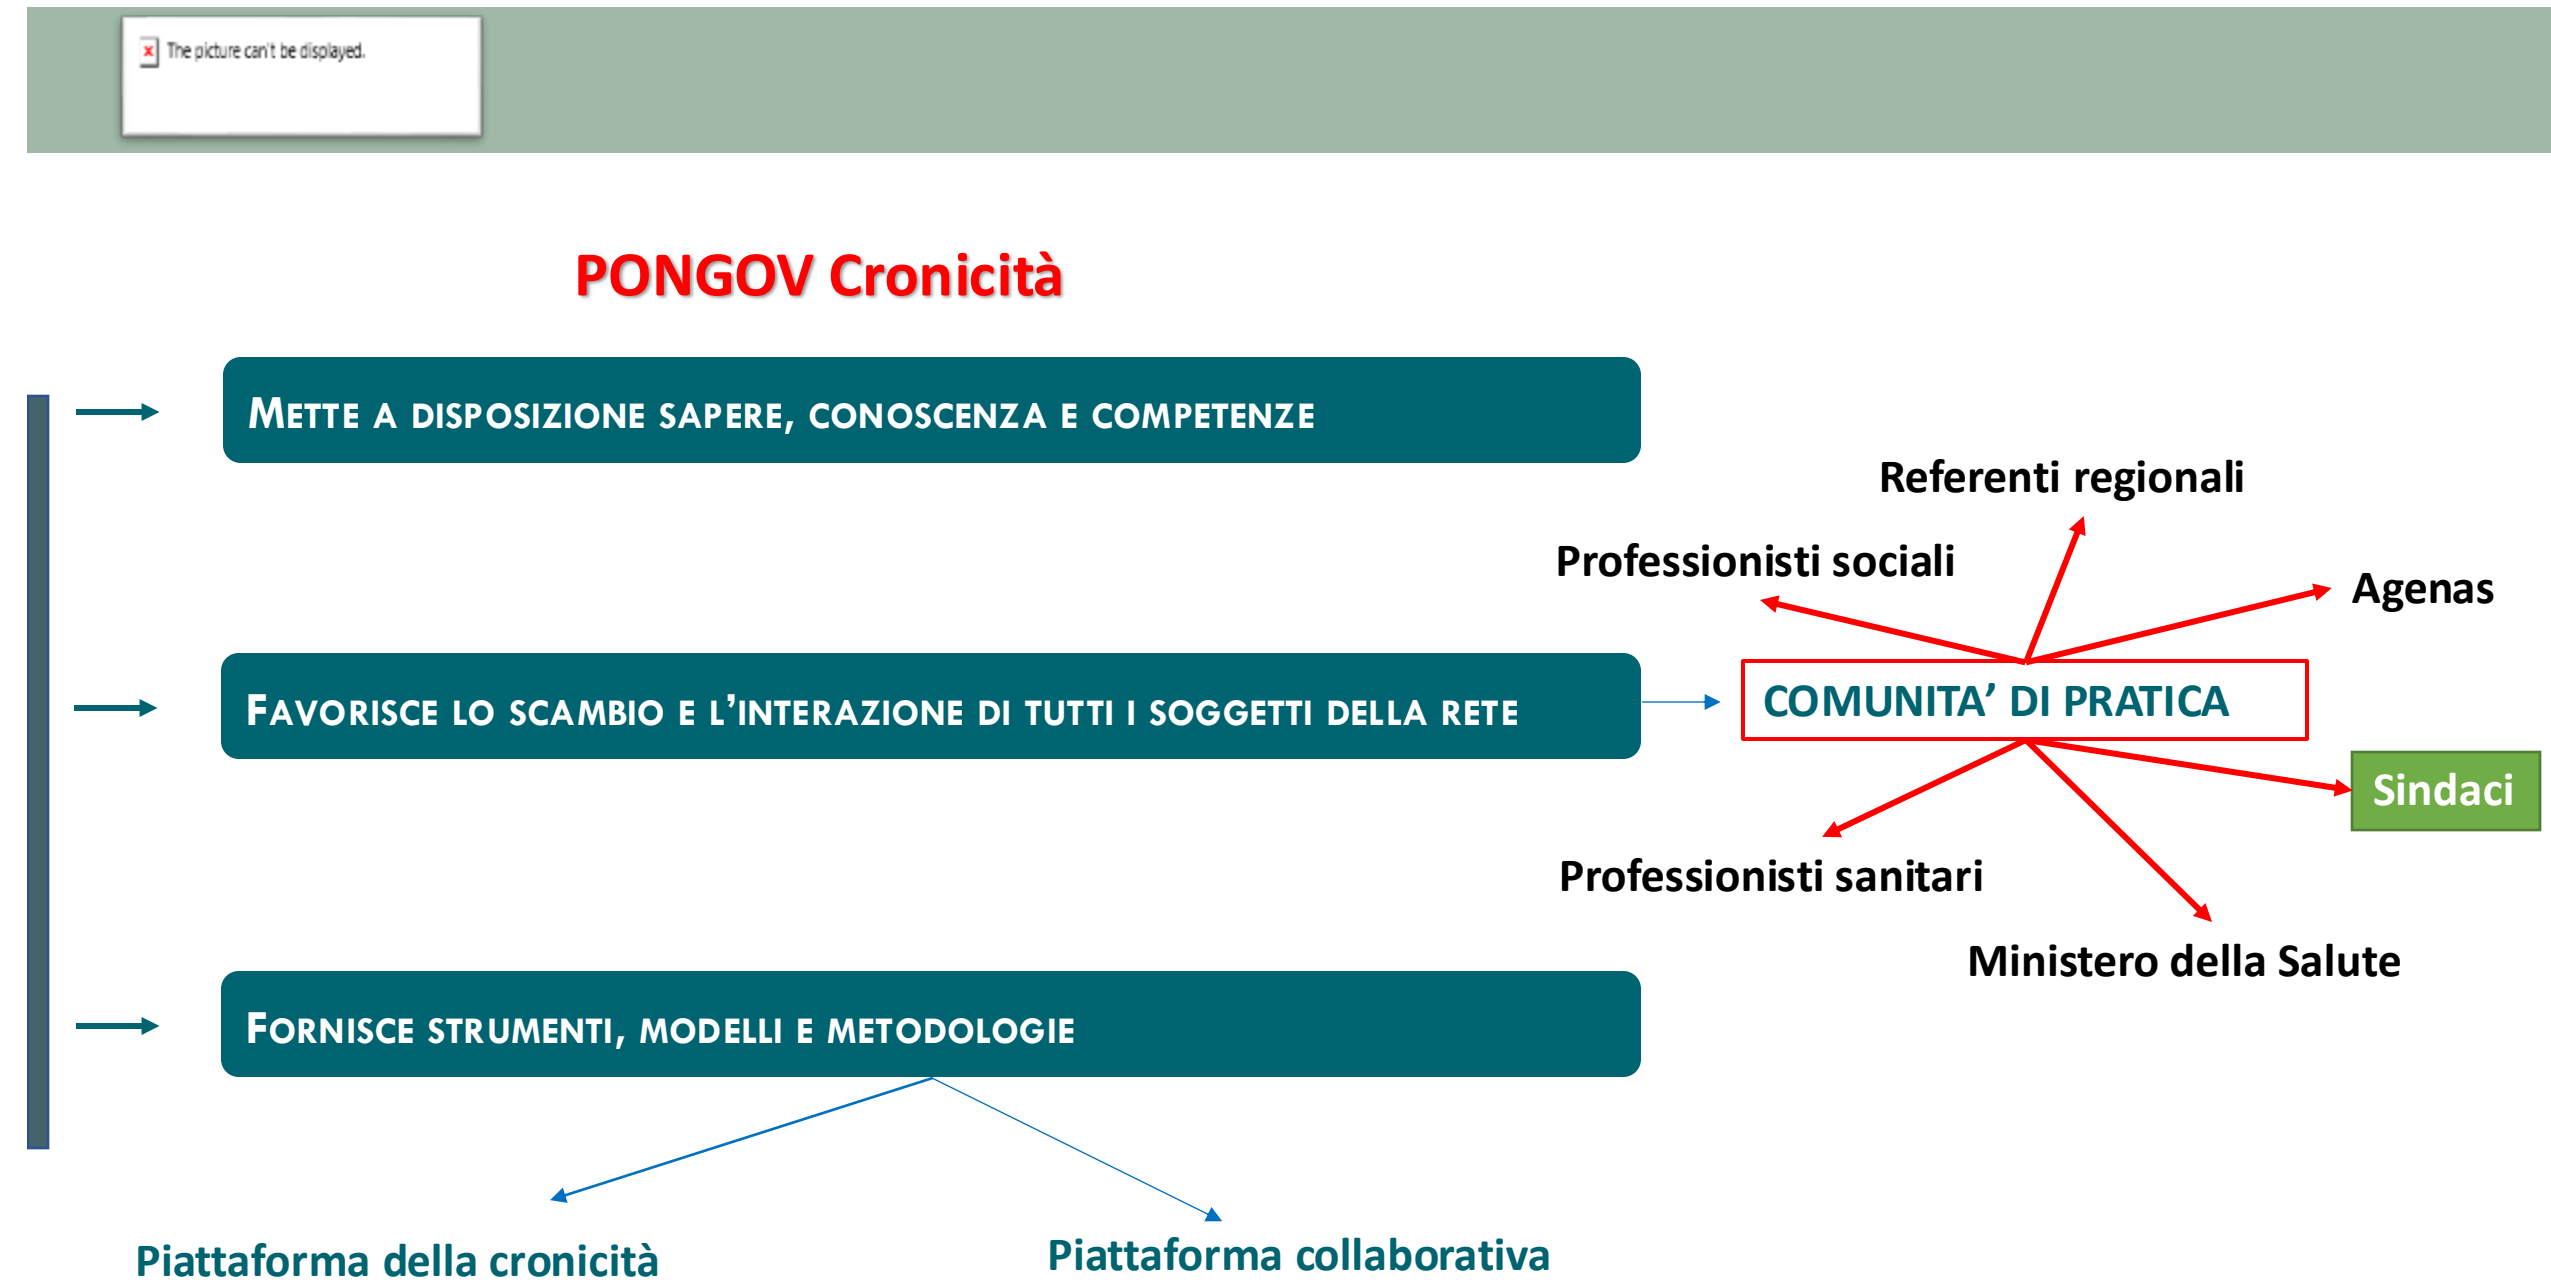 The picture can't be displayed.
PONGOV Cronicità
METTE A DISPOSIZIONE SAPERE, CONOSCENZA E COMPETENZE
Referenti regionali
Professionisti sociali
Agenas
FAVORISCE LO SCAMBIO E L’INTERAZIONE DI TUTTI I SOGGETTI DELLA RETE
COMUNITA’ DI PRATICA
Sindaci
Professionisti sanitari
Ministero della Salute
FORNISCE STRUMENTI, MODELLI E METODOLOGIE
Piattaforma della cronicità
Piattaforma collaborativa